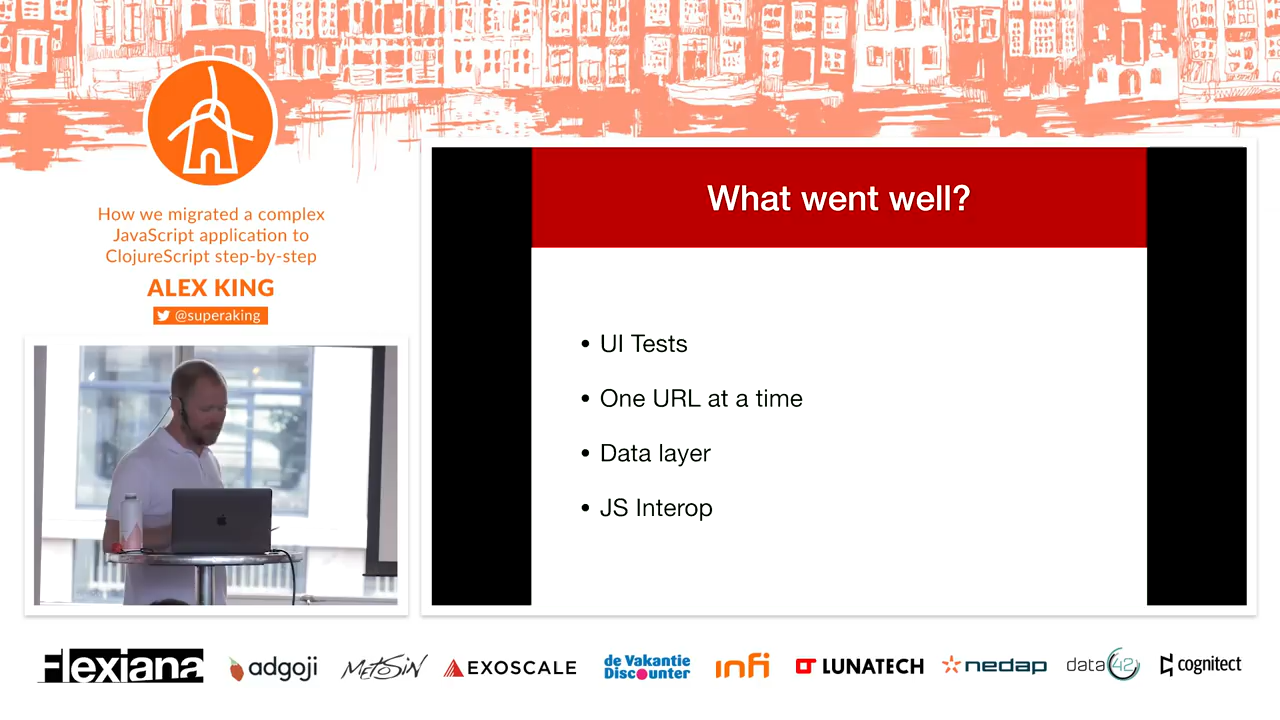 How we migrated a complex
JavaScript application to
ClojureScript step-by-step
ALEX KING
@superaking
What went well?
• UI Tests
• One URL at a time
• Data layer
• JS Interop
Flexiana
adgoji
METOSIN
EXOSCALE
de Vakantie
Discounter
infi
LUNATECH
nedap
data42
cognitect